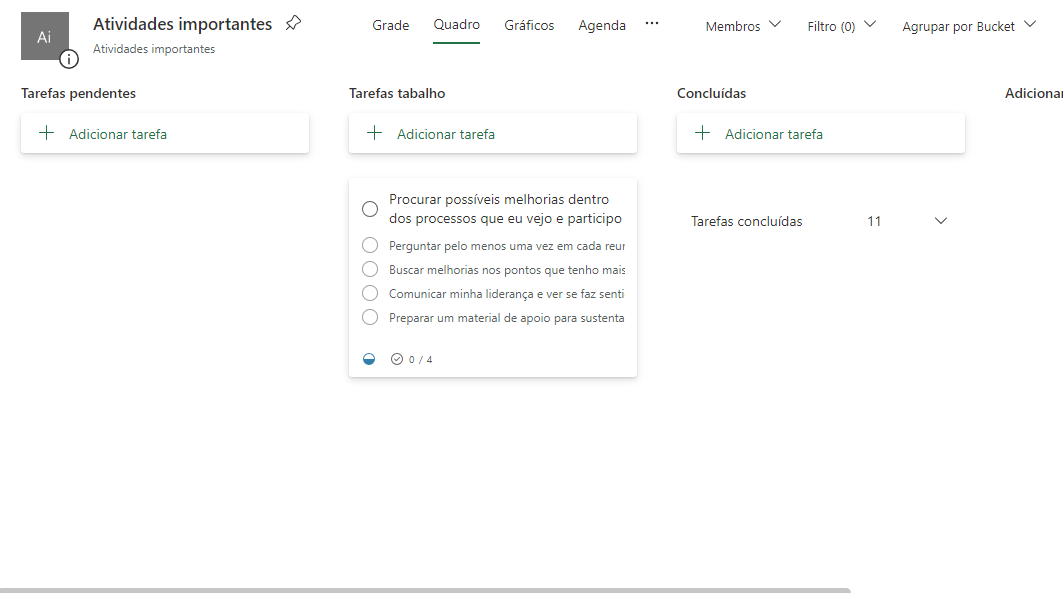 Ai
Atividades importantes
Atividades importantes
Grade
Quadro
Gráficos
Agenda
...
Membros
Filtro (0)
Agrupar por Bucket
Tarefas pendentes
Tarefas tabalho
Concluídas
Adicionar
Adicionar tarefa
Adicionar tarefa
Adicionar tarefa
Procurar possíveis melhorias dentro
dos processos que eu vejo e participo
Perguntar pelo menos uma vez em cada reur
Buscar melhorias nos pontos que tenho mais
Comunicar minha liderança e ver se faz senti
Preparar um material de apoio para sustenta
0 / 4
Tarefas concluídas 11